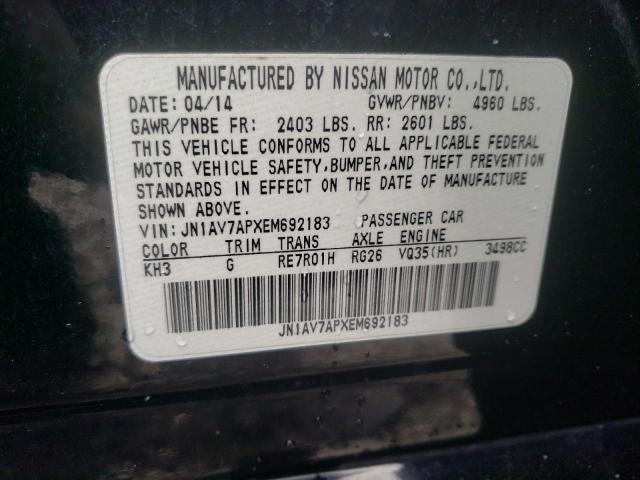 MANUFACTURED BY NISSAN MOTOR CO.,LTD.
DATE: 04/14 GVWR/PNBV: 4960 LBS.
GAWR/PNBE FR: 2403 LBS. RR: 2601 LBS.
THIS VEHICLE CONFORMS TO ALL APPLICABLE FEDERAL
MOTOR VEHICLE SAFETY,BUMPER,AND THEFT PREVENTION
STANDARDS IN EFFECT ON THE DATE OF MANUFACTURE
SHOWN ABOVE.
VIN: JN1AV7APXEM692183 PASSENGER CAR
COLOR TRIM TRANS AXLE ENGINE
KH3 G RE7R01H RG26 VQ35(HR) 3498CC
JN1AV7APXEM692183